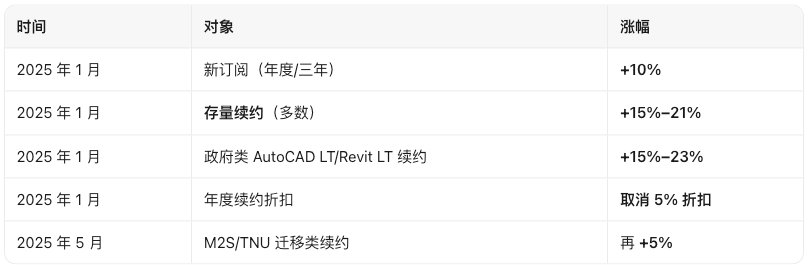 时间 对象 涨幅
2025 年 1 月 新订阅（年度/三年） +10%
2025 年 1 月 存量续约（多数） +15%–21%
2025 年 1 月 政府类 AutoCAD LT/Revit LT 续约 +15%–23%
2025 年 1 月 年度续约折扣 取消 5% 折扣
2025 年 5 月 M2S/TNU 迁移类续约 再 +5%